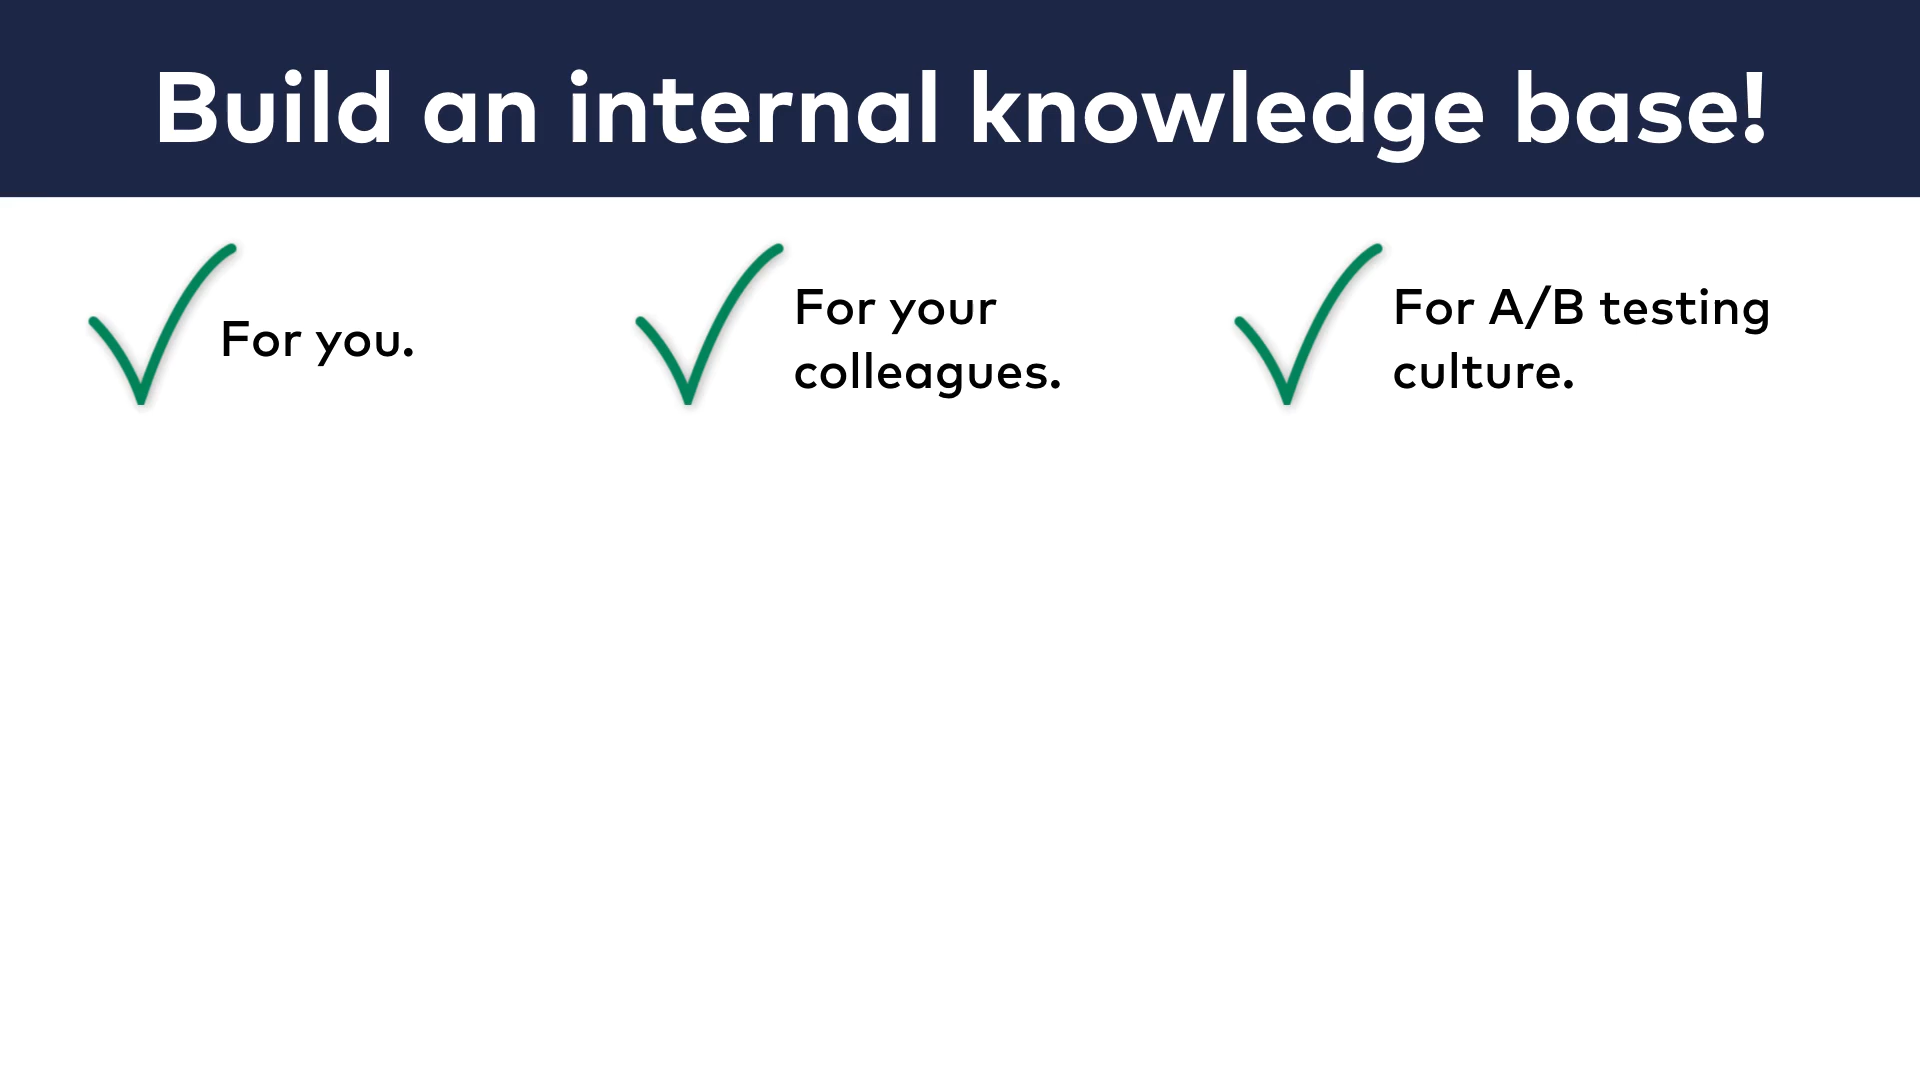 Build an internal knowledge base!
For you.
For your
colleagues.
For A/B testing
culture.